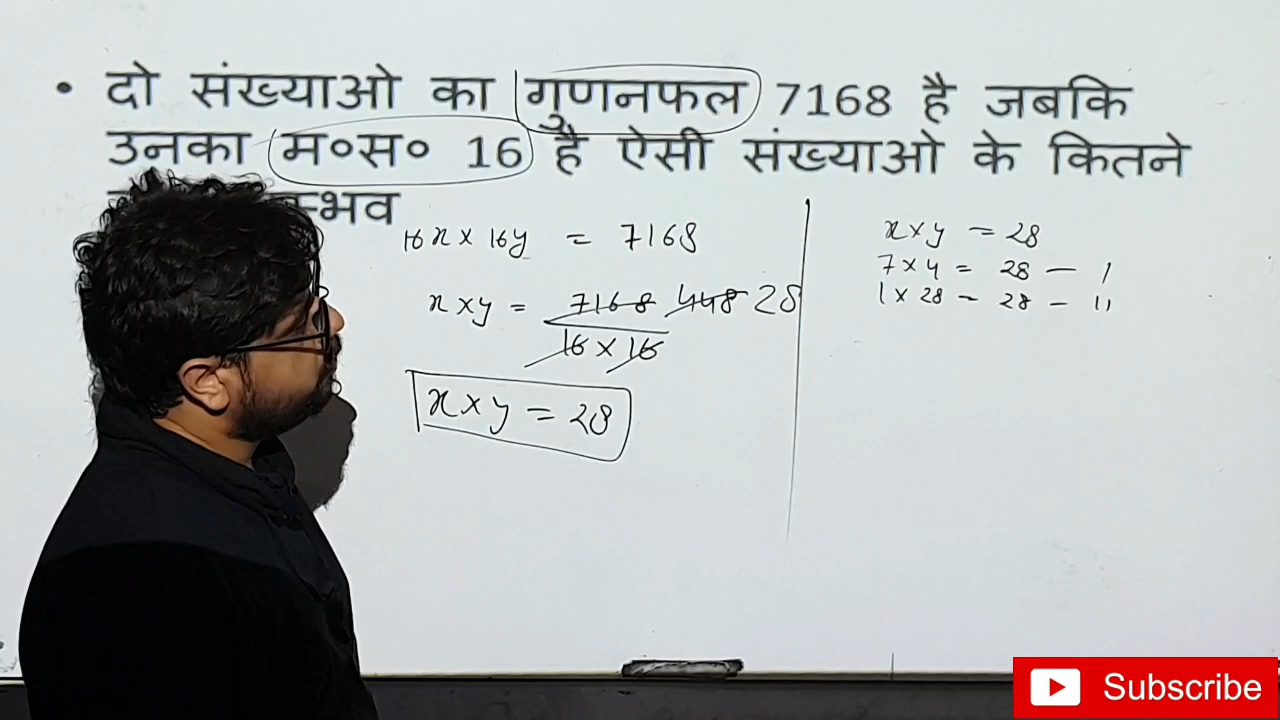 • दो संख्याओ का गुणनफल 7168 है जबकि
उनका म०स० 16 है ऐसी संख्याओ के कितने
16x × 16y = 7168
x × y = 7168 448 28
16 × 16
x × y = 28
x × y = 28
7 × 4 = 28 — 1
1 × 28 = 28 — 11
Subscribe